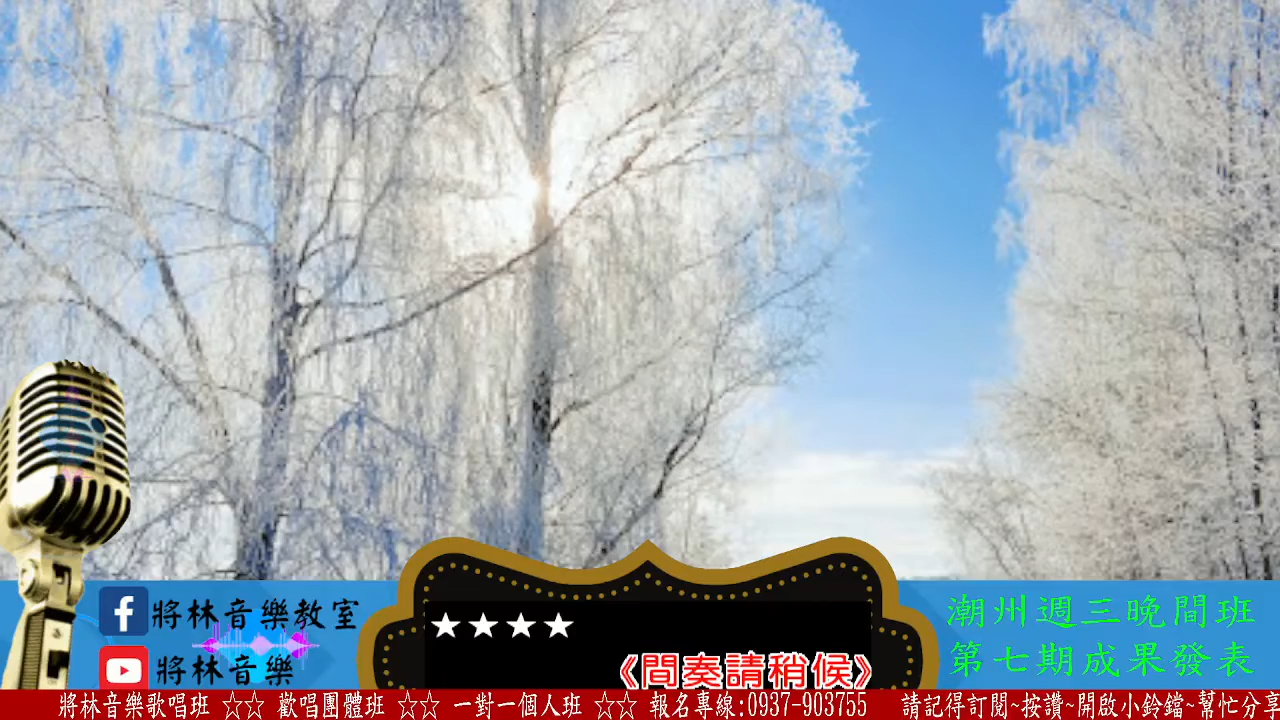 將林音樂教室
將林音樂
★★★★
《間奏請稍候》
潮州週三晚間班
第七期成果發表
將林音樂歌唱班 ☆☆ 歡唱團體班 ☆☆ 一對一個人班 ☆☆ 報名專線:0937-903755 請記得訂閱~按讚~開啟小鈴鐺~幫忙分享